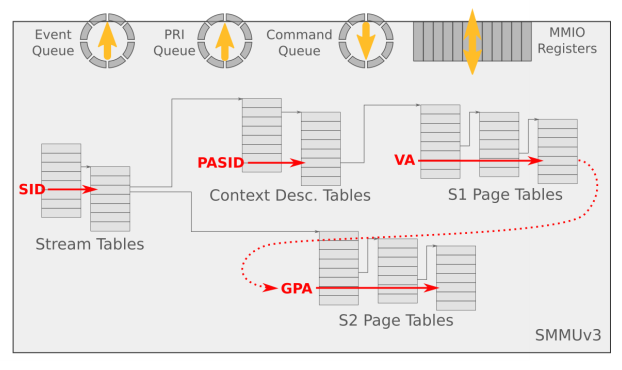 Event
Queue
PRI
Queue
Command
Queue
MMIO
Registers
PASID
VA
SID
Context Desc. Tables
S1 Page Tables
Stream Tables
GPA
S2 Page Tables
SMMUv3